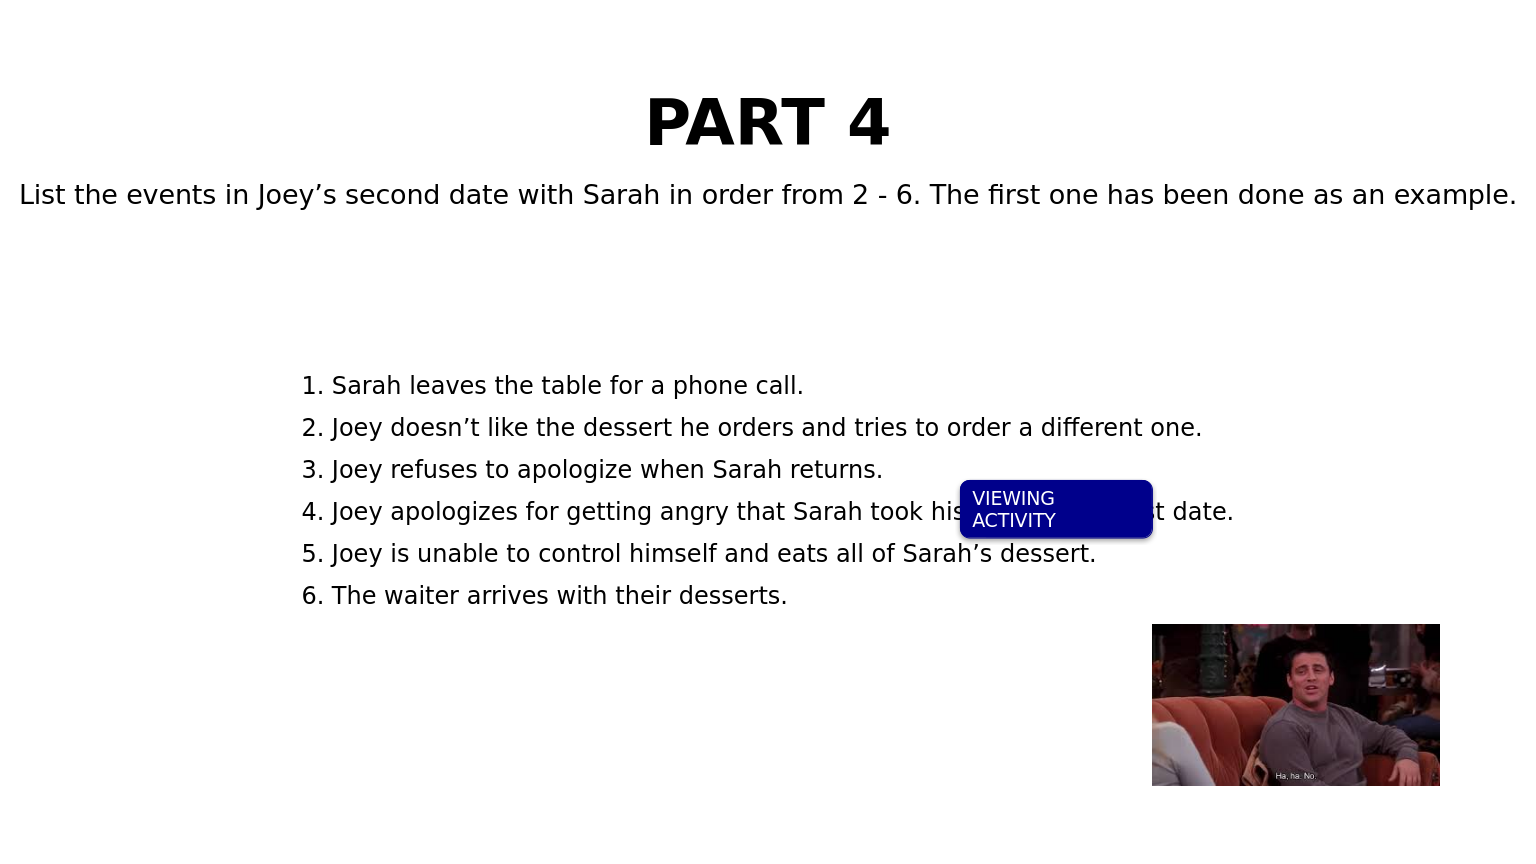 PART 4
List the events in Joey’s second date with Sarah in order from 2 - 6. The first one has been done as an example.
1. Sarah leaves the table for a phone call.
2. Joey doesn’t like the dessert he orders and tries to order a different one.
3. Joey refuses to apologize when Sarah returns.
4. Joey apologizes for getting angry that Sarah took his t date.
VIEWING
ACTIVITY
5. Joey is unable to control himself and eats all of Sarah’s dessert.
6. The waiter arrives with their desserts.
Ha, ha. No.